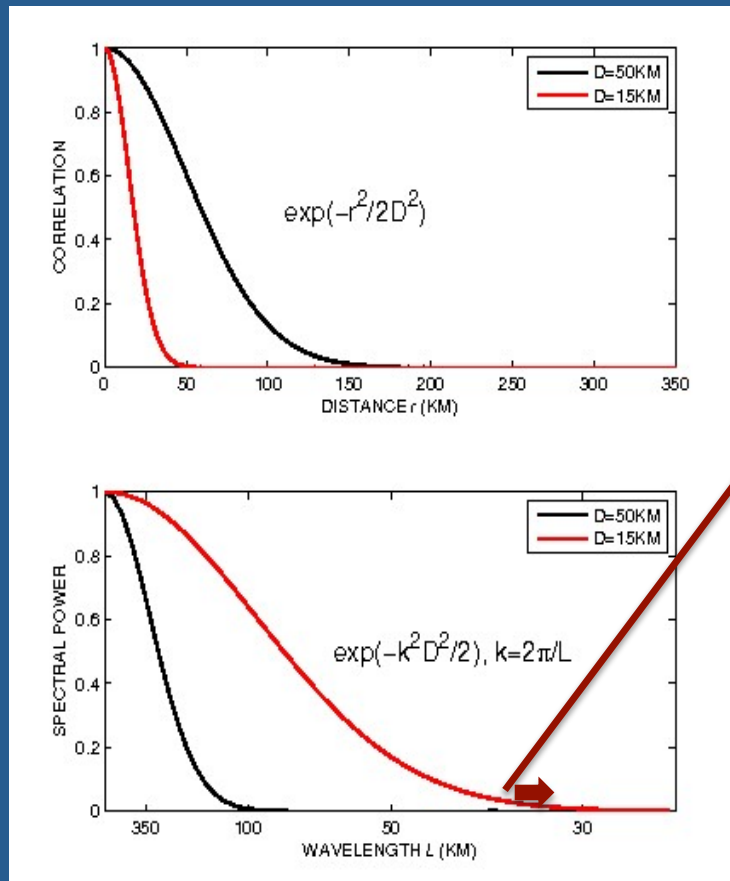 1
0.8
0.6
0.4
0.2
0
CORRELATION
D=50KM
D=15KM
exp(−r²/2D²)
0 50 100 150 200 250 300 350
DISTANCE r (KM)
1
0.8
0.6
0.4
0.2
0
SPECTRAL POWER
D=50KM
D=15KM
exp(−k²D²/2), k=2π/L
350 100 50 30
WAVELENGTH L (KM)